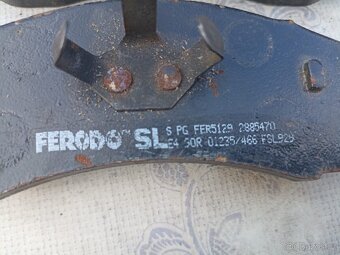 FERODO SL S PG FER5129 2885470
E4 90R 01235/466 FSL929